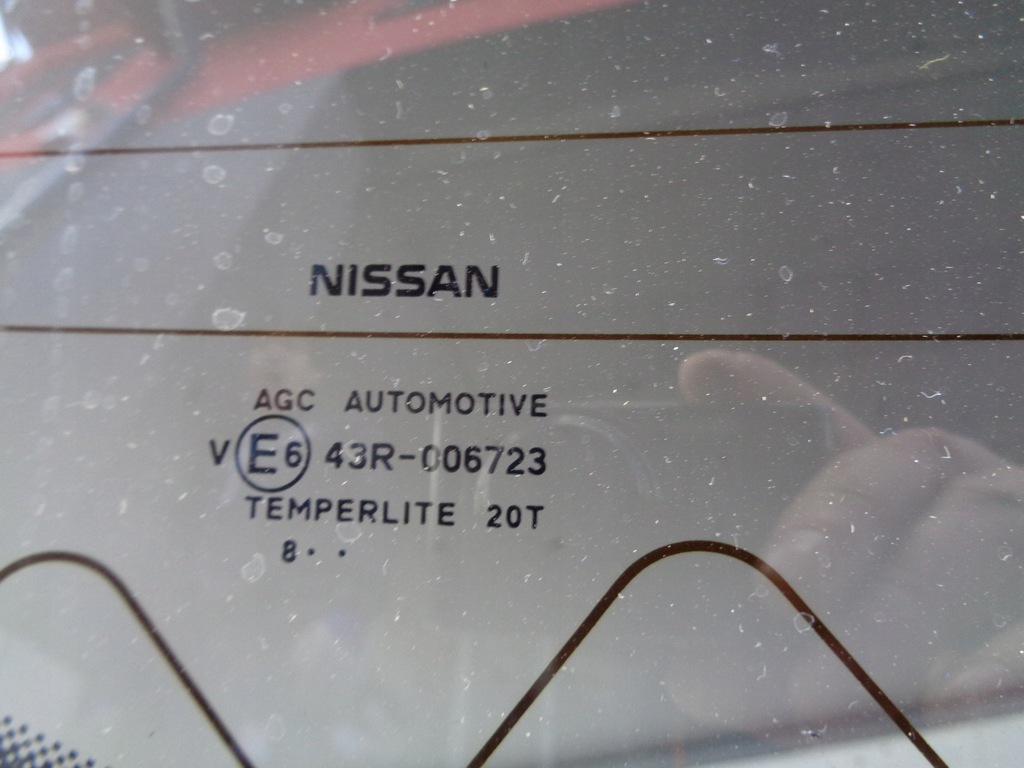 NISSAN
AGC AUTOMOTIVE
V E6 43R-006723
TEMPERLITE 20T
8· ·